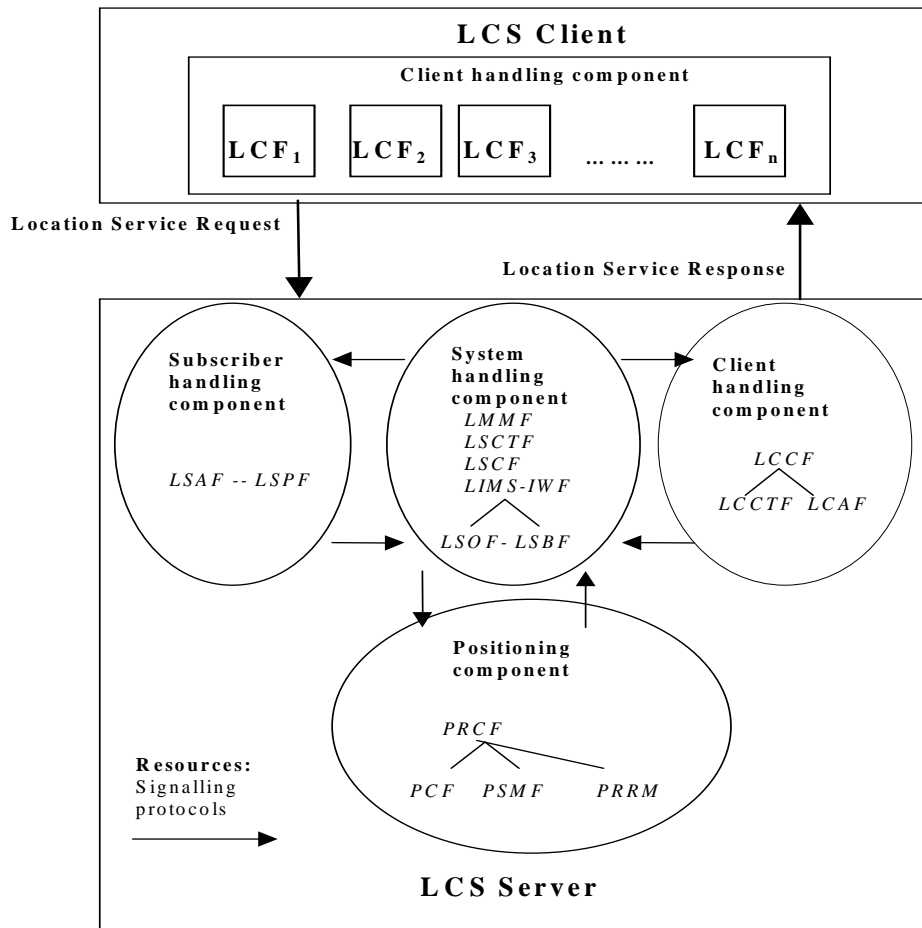 LCS Client
Client handling component
LCF1 LCF2 LCF3 ... ... ... LCFn
Location Service Request
Location Service Response
Subscriber
handling
component
LSAF -- LSPF
System
handling
component
LMMF
LSCTF
LSCF
LIMS-IWF
LSOF- LSBF
Client
handling
component
LCCF
LCCTF LCAF
Positioning
component
PRCF
PCF PSMF PRRM
Resources:
Signalling
protocols
LCS Server